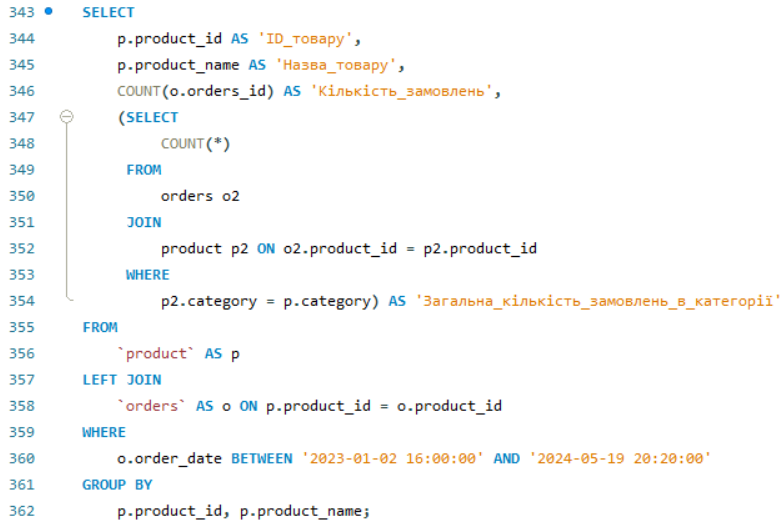 343 SELECT
344 p.product_id AS 'ID_товару',
345 p.product_name AS 'Назва_товару',
346 COUNT(o.orders_id) AS 'Кількість_замовлень',
347 (SELECT
348 COUNT(*)
349 FROM
350 orders o2
351 JOIN
352 product p2 ON o2.product_id = p2.product_id
353 WHERE
354 p2.category = p.category) AS 'Загальна_кількість_замовлень_в_категорії'
355 FROM
356 `product` AS p
357 LEFT JOIN
358 `orders` AS o ON p.product_id = o.product_id
359 WHERE
360 o.order_date BETWEEN '2023-01-02 16:00:00' AND '2024-05-19 20:20:00'
361 GROUP BY
362 p.product_id, p.product_name;